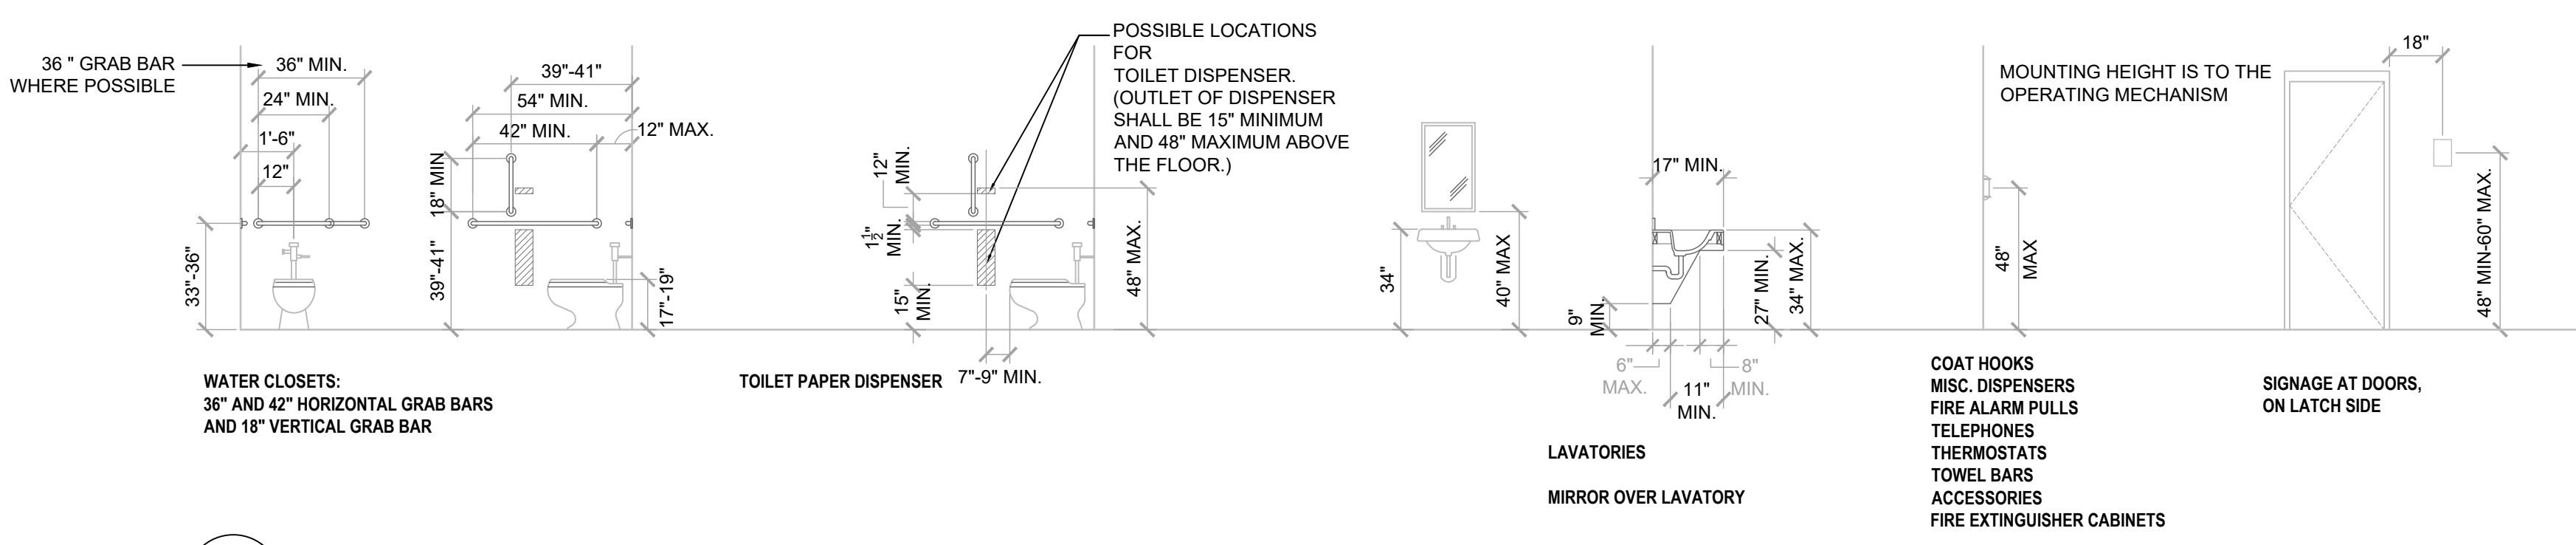 36 " GRAB BAR
WHERE POSSIBLE
36" MIN.
24" MIN.
1'-6"
12"
33"-36"
39"-41"
54" MIN.
42" MIN.
12" MAX.
18" MIN
39"-41"
17"-19"
WATER CLOSETS:
36" AND 42" HORIZONTAL GRAB BARS
AND 18" VERTICAL GRAB BAR
POSSIBLE LOCATIONS
FOR
TOILET DISPENSER.
(OUTLET OF DISPENSER
SHALL BE 15" MINIMUM
AND 48" MAXIMUM ABOVE
THE FLOOR.)
12"
MIN.
1 1/2"
MIN.
15"
MIN.
48" MAX.
7"-9" MIN.
TOILET PAPER DISPENSER
34"
40" MAX
17" MIN.
9"
MIN.
27" MIN.
34" MAX.
6"
MAX.
8"
MIN.
11"
MIN.
LAVATORIES
MIRROR OVER LAVATORY
MOUNTING HEIGHT IS TO THE
OPERATING MECHANISM
48"
MAX
COAT HOOKS
MISC. DISPENSERS
FIRE ALARM PULLS
TELEPHONES
THERMOSTATS
TOWEL BARS
ACCESSORIES
FIRE EXTINGUISHER CABINETS
18"
48" MIN-60" MAX.
SIGNAGE AT DOORS,
ON LATCH SIDE